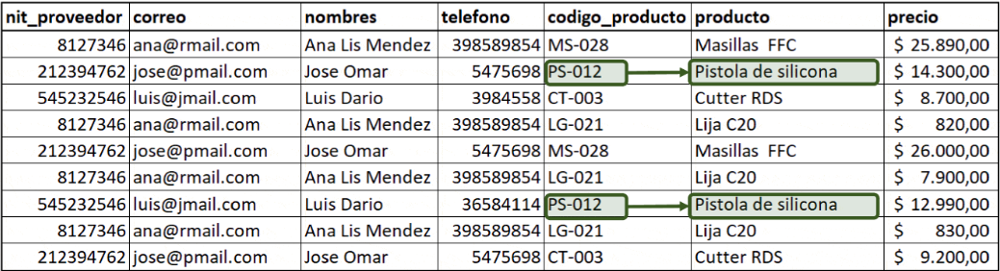 nit_proveedor correo nombres telefono codigo_producto producto precio
8127346 ana@rmail.com Ana Lis Mendez 398589854 MS-028 Masillas FFC $ 25.890,00
212394762 jose@pmail.com Jose Omar 5475698 PS-012 Pistola de silicona $ 14.300,00
545232546 luis@jmail.com Luis Dario 3984558 CT-003 Cutter RDS $ 8.700,00
8127346 ana@rmail.com Ana Lis Mendez 398589854 LG-021 Lija C20 $ 820,00
212394762 jose@pmail.com Jose Omar 5475698 MS-028 Masillas FFC $ 26.000,00
8127346 ana@rmail.com Ana Lis Mendez 398589854 LG-021 Lija C20 $ 7.900,00
545232546 luis@jmail.com Luis Dario 36584114 PS-012 Pistola de silicona $ 12.990,00
8127346 ana@rmail.com Ana Lis Mendez 398589854 LG-021 Lija C20 $ 830,00
212394762 jose@pmail.com Jose Omar 5475698 CT-003 Cutter RDS $ 9.200,00